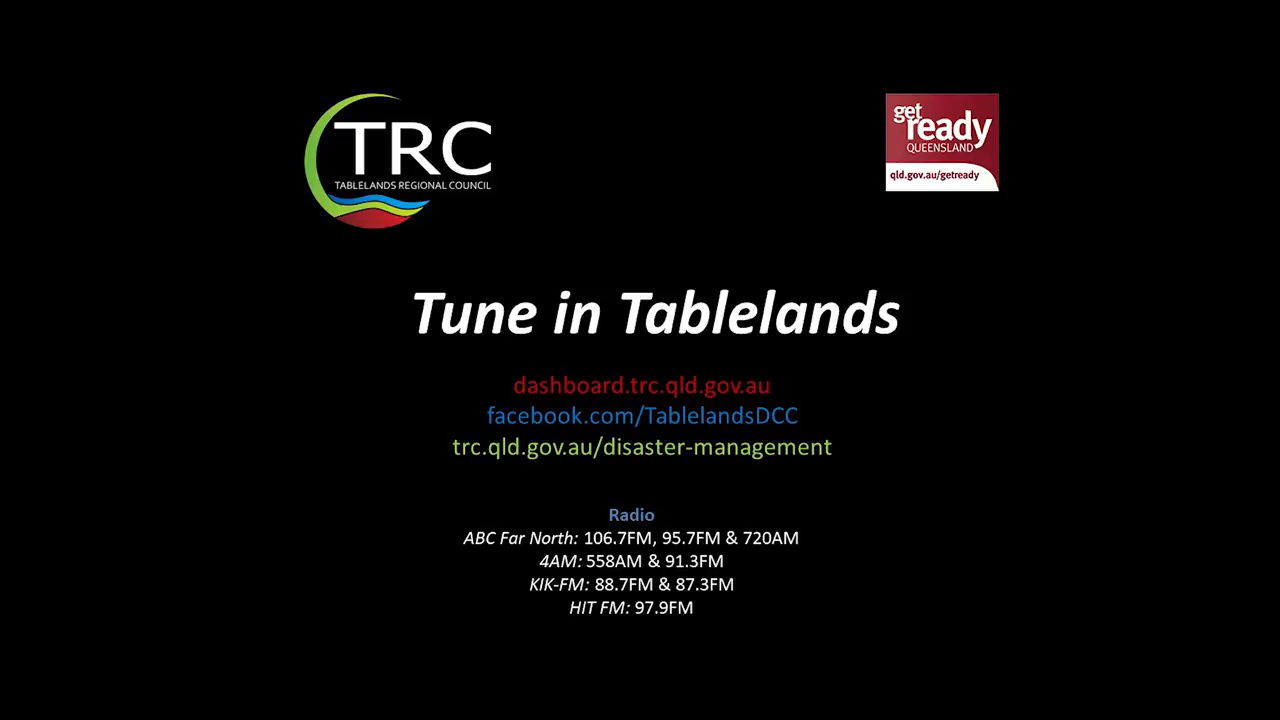 TRC
TABLELANDS REGIONAL COUNCIL
get
ready
QUEENSLAND
qld.gov.au/getready
Tune in Tablelands
dashboard.trc.qld.gov.au
facebook.com/TablelandsDCC
trc.qld.gov.au/disaster-management
Radio
ABC Far North: 106.7FM, 95.7FM & 720AM
4AM: 558AM & 91.3FM
KIK-FM: 88.7FM & 87.3FM
HIT FM: 97.9FM